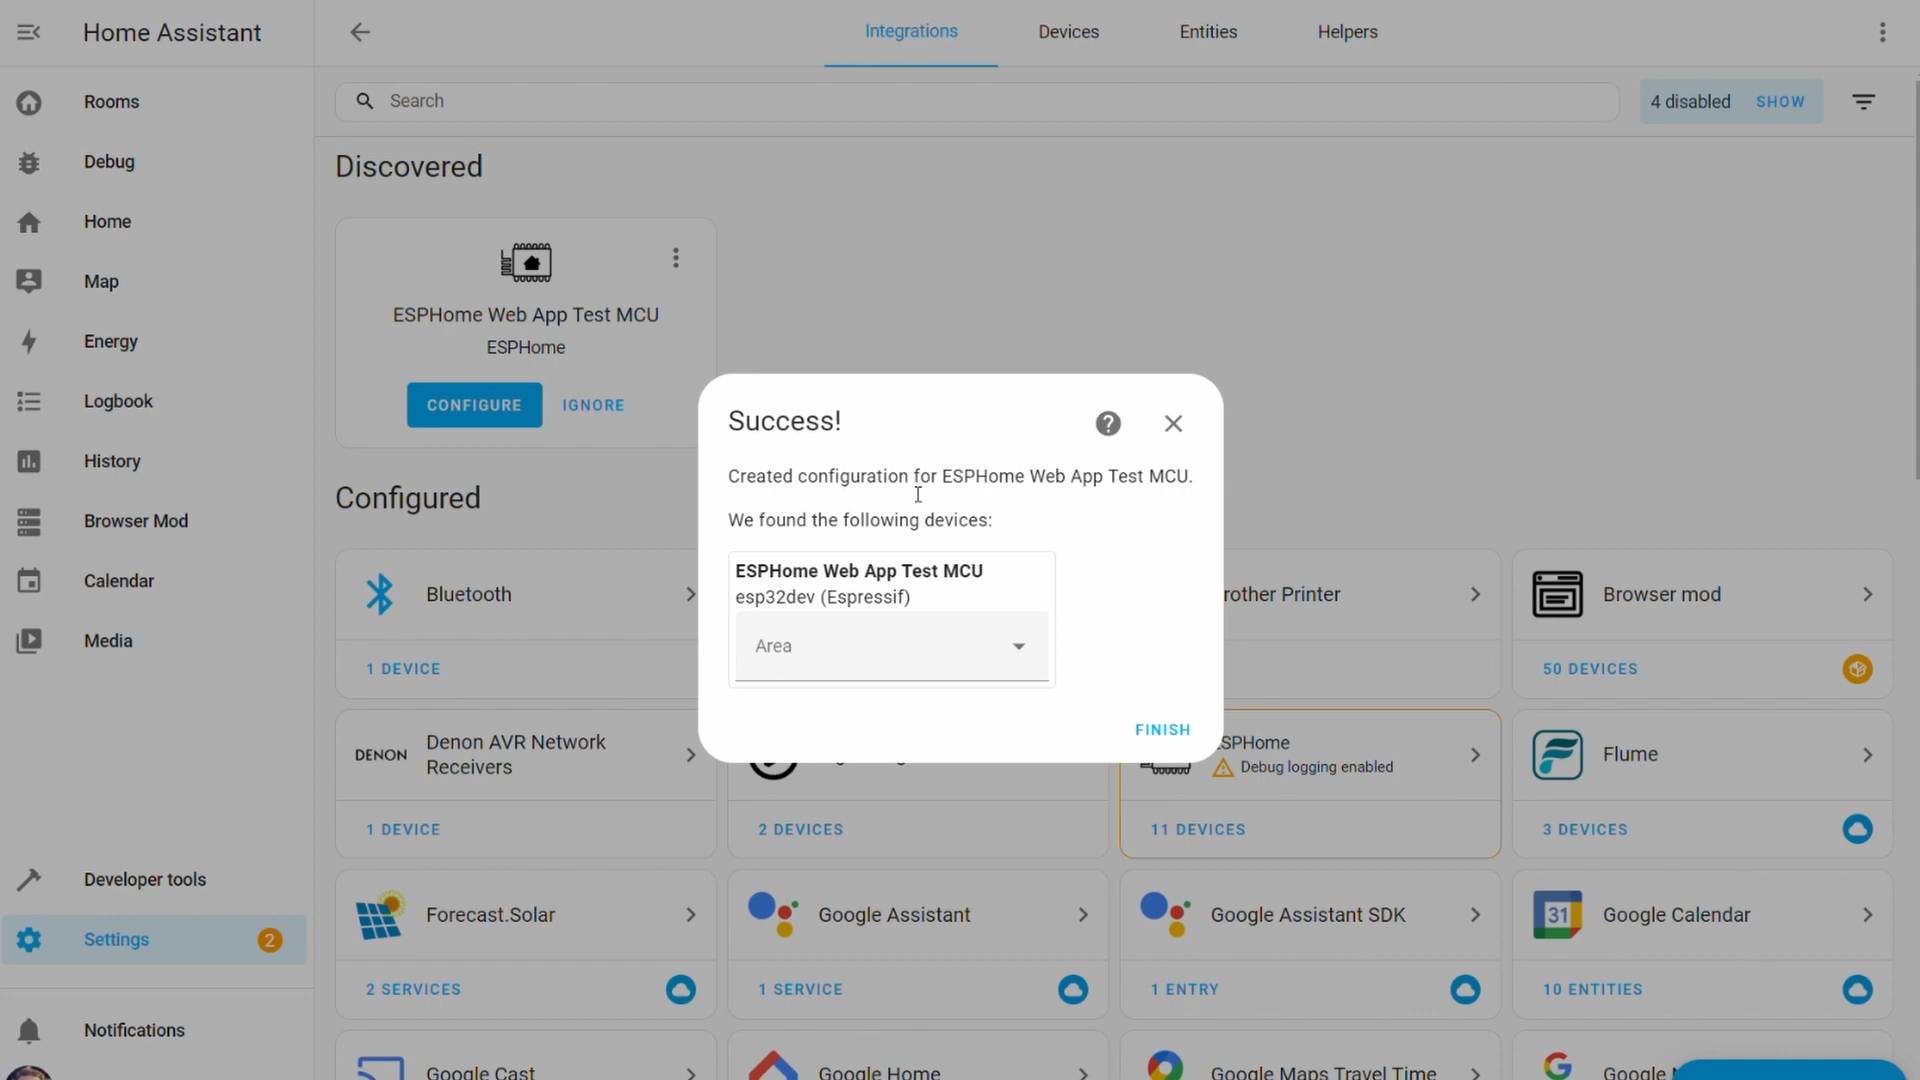 Home Assistant
Integrations
Devices
Entities
Helpers
Rooms
Debug
Home
Map
Energy
Logbook
History
Browser Mod
Calendar
Media
Developer tools
Settings
2
Notifications
Search
4 disabled
SHOW
Discovered
ESPHome Web App Test MCU
ESPHome
CONFIGURE
IGNORE
Configured
Success!
?
Created configuration for ESPHome Web App Test MCU.
We found the following devices:
ESPHome Web App Test MCU
esp32dev (Espressif)
Area
FINISH
Bluetooth
1 DEVICE
rother Printer
Browser mod
50 DEVICES
DENON
Denon AVR Network
Receivers
1 DEVICE
2 DEVICES
SPHome
Debug logging enabled
11 DEVICES
Flume
3 DEVICES
Forecast.Solar
2 SERVICES
Google Assistant
1 SERVICE
Google Assistant SDK
1 ENTRY
31
Google Calendar
10 ENTITIES
Google Cast
Google Home
Google Maps Travel Time
Google